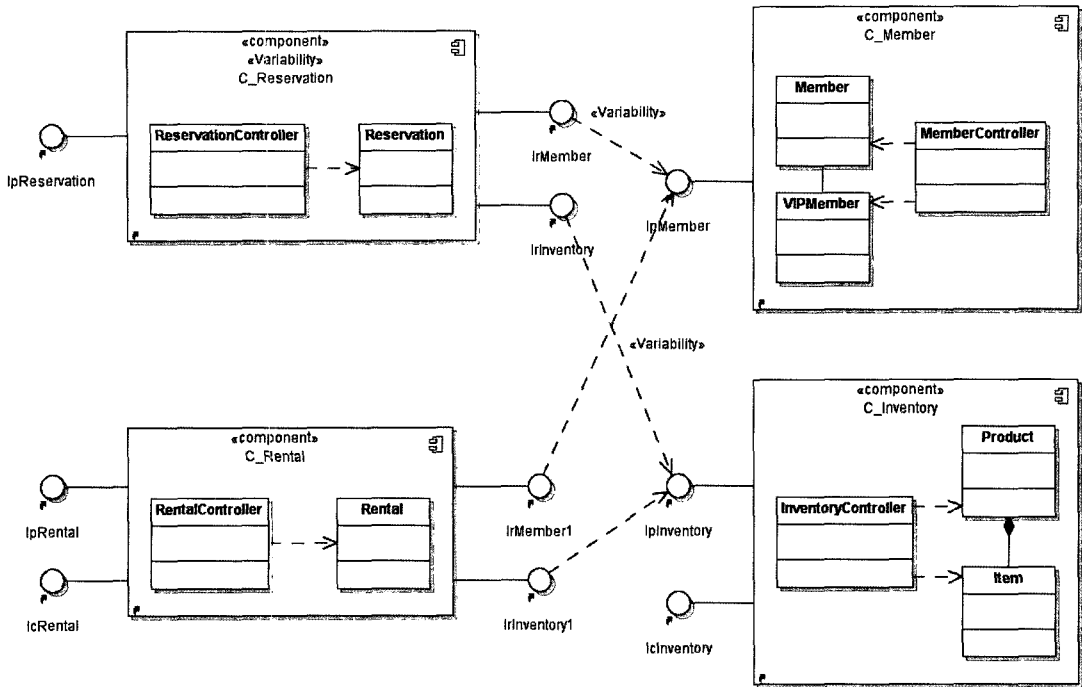 «component»
«Variability»
C_Reservation
ReservationController
Reservation
IpReservation
IrMember
IrInventory
«Variability»
«component»
C_Member
Member
MemberController
VIPMember
IpMember
«Variability»
«component»
C_Rental
RentalController
Rental
IpRental
IcRental
IrMember1
IrInventory1
«component»
C_Inventory
Product
InventoryController
Item
IpInventory
IcInventory